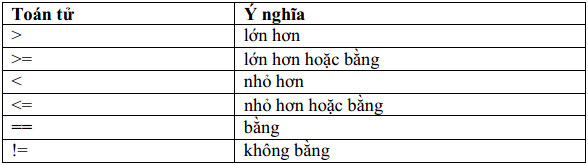 Toán tử Ý nghĩa
> lớn hơn
>= lớn hơn hoặc bằng
< nhỏ hơn
<= nhỏ hơn hoặc bằng
== bằng
!= không bằng